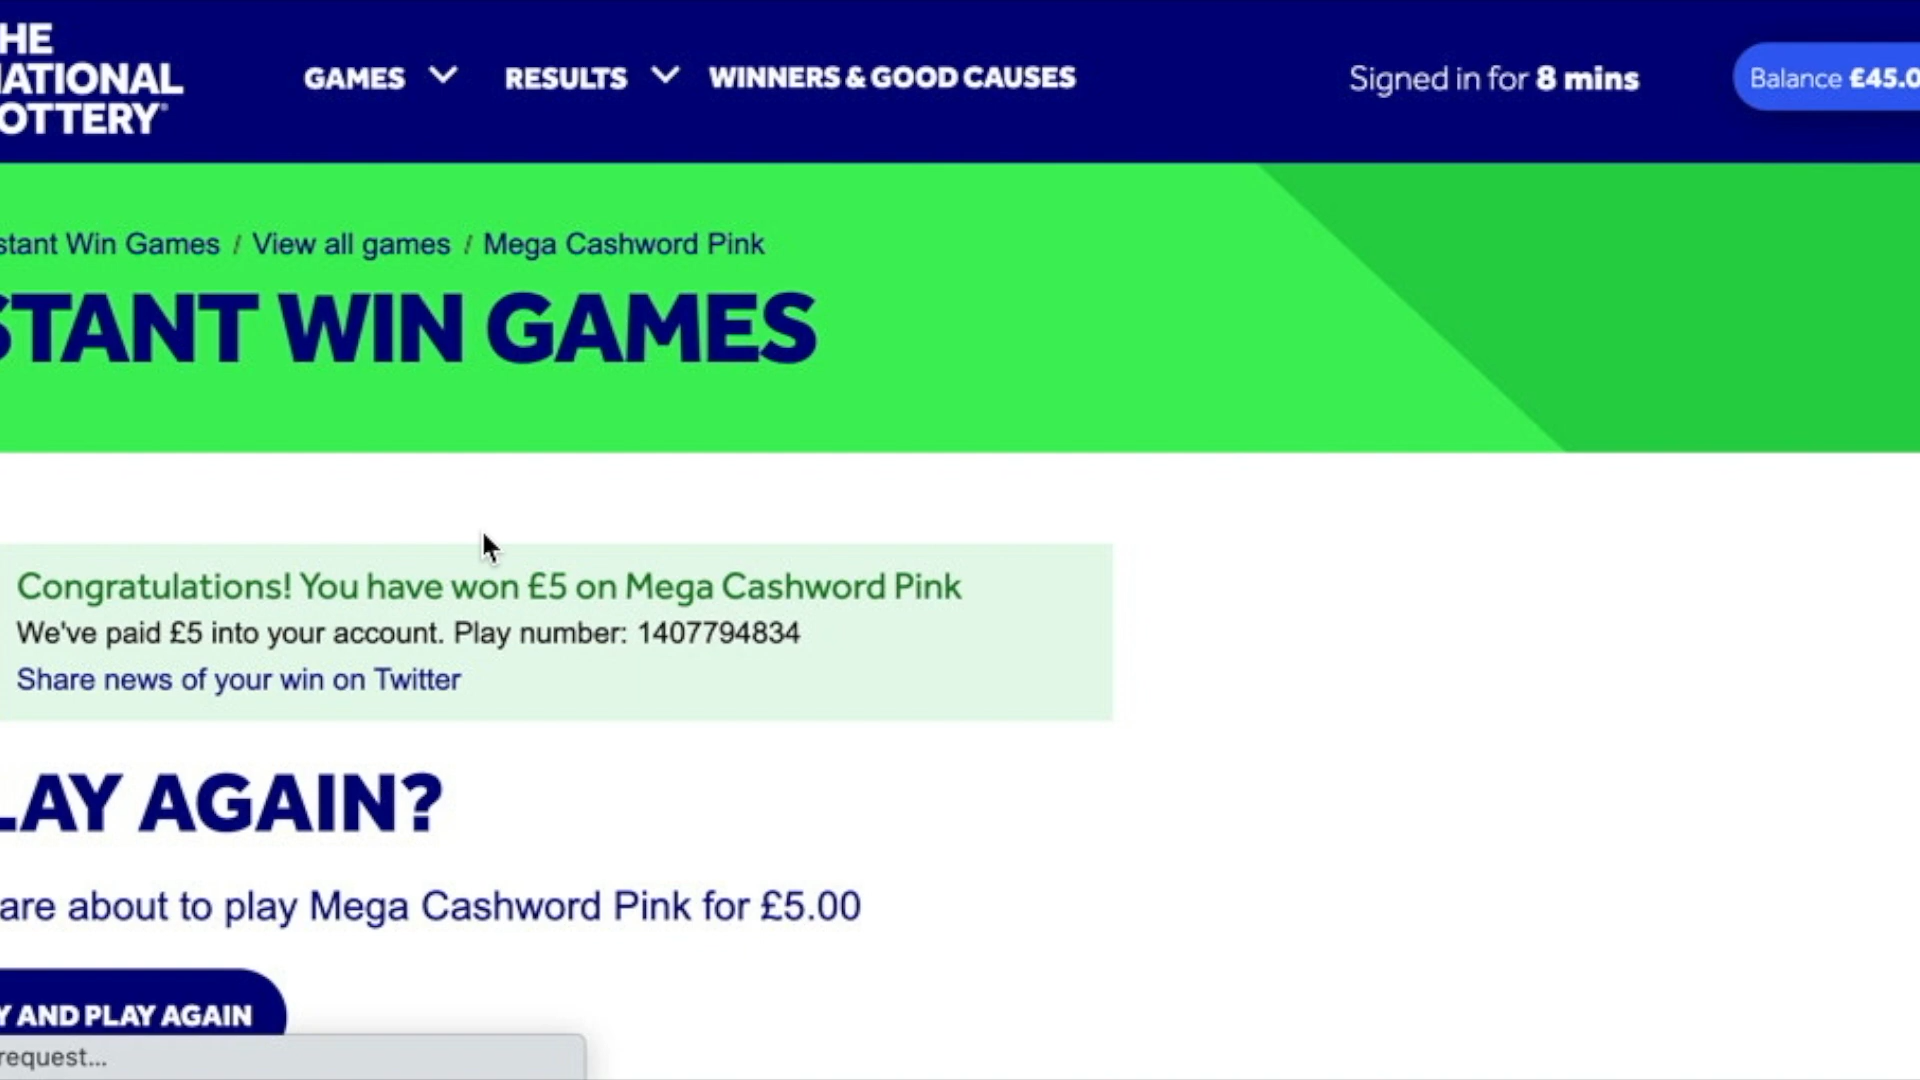 THE
NATIONAL
LOTTERY
GAMES
RESULTS
WINNERS & GOOD CAUSES
Signed in for 8 mins
Balance £45.0
stant Win Games / View all games / Mega Cashword Pink
STANT WIN GAMES
Congratulations! You have won £5 on Mega Cashword Pink
We've paid £5 into your account. Play number: 1407794834
Share news of your win on Twitter
LAY AGAIN?
are about to play Mega Cashword Pink for £5.00
Y AND PLAY AGAIN
request...